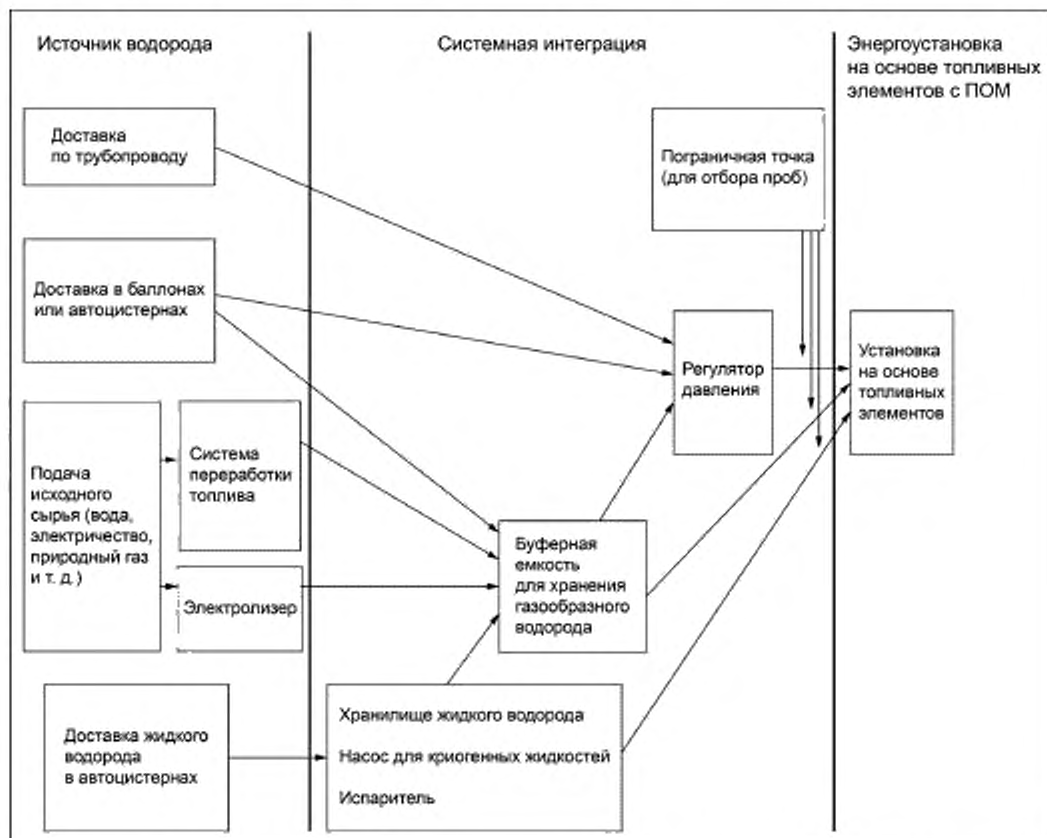 Источник водорода
Системная интеграция
Энергоустановка
на основе топливных
элементов с ПОМ
Доставка
по трубопроводу
Пограничная точка
(для отбора проб)
Доставка в баллонах
или автоцистернах
Регулятор
давления
Установка
на основе
топливных
элементов
Подача
исходного
сырья (вода,
электричество,
природный газ
и т. д.)
Система
переработки
топлива
Электролизер
Буферная
емкость
для хранения
газообразного
водорода
Доставка жидкого
водорода
в автоцистернах
Хранилище жидкого водорода
Насос для криогенных жидкостей
Испаритель